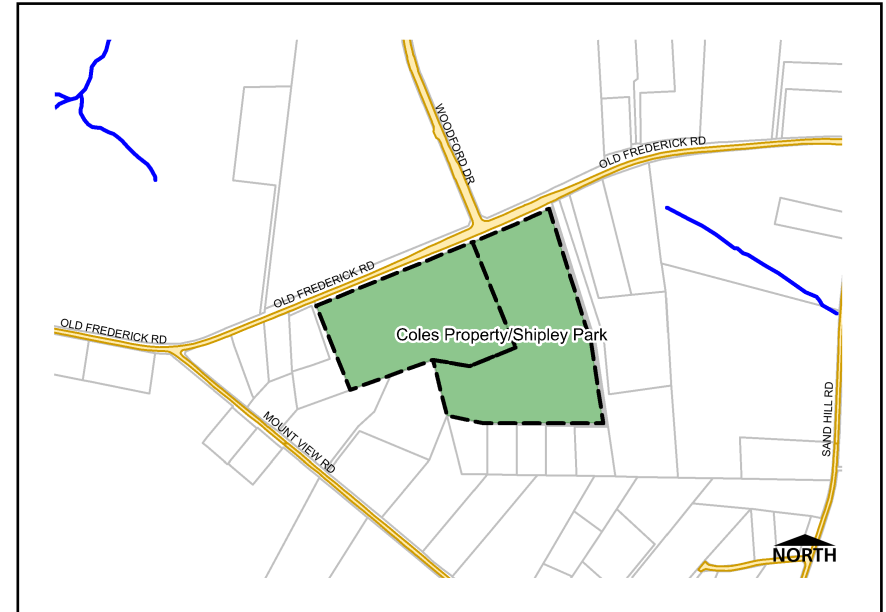 WOODFORD DR
OLD FREDERICK RD
OLD FREDERICK RD
OLD FREDERICK RD
Coles Property/Shipley Park
MOUNT VIEW RD
SAND HILL RD
NORTH